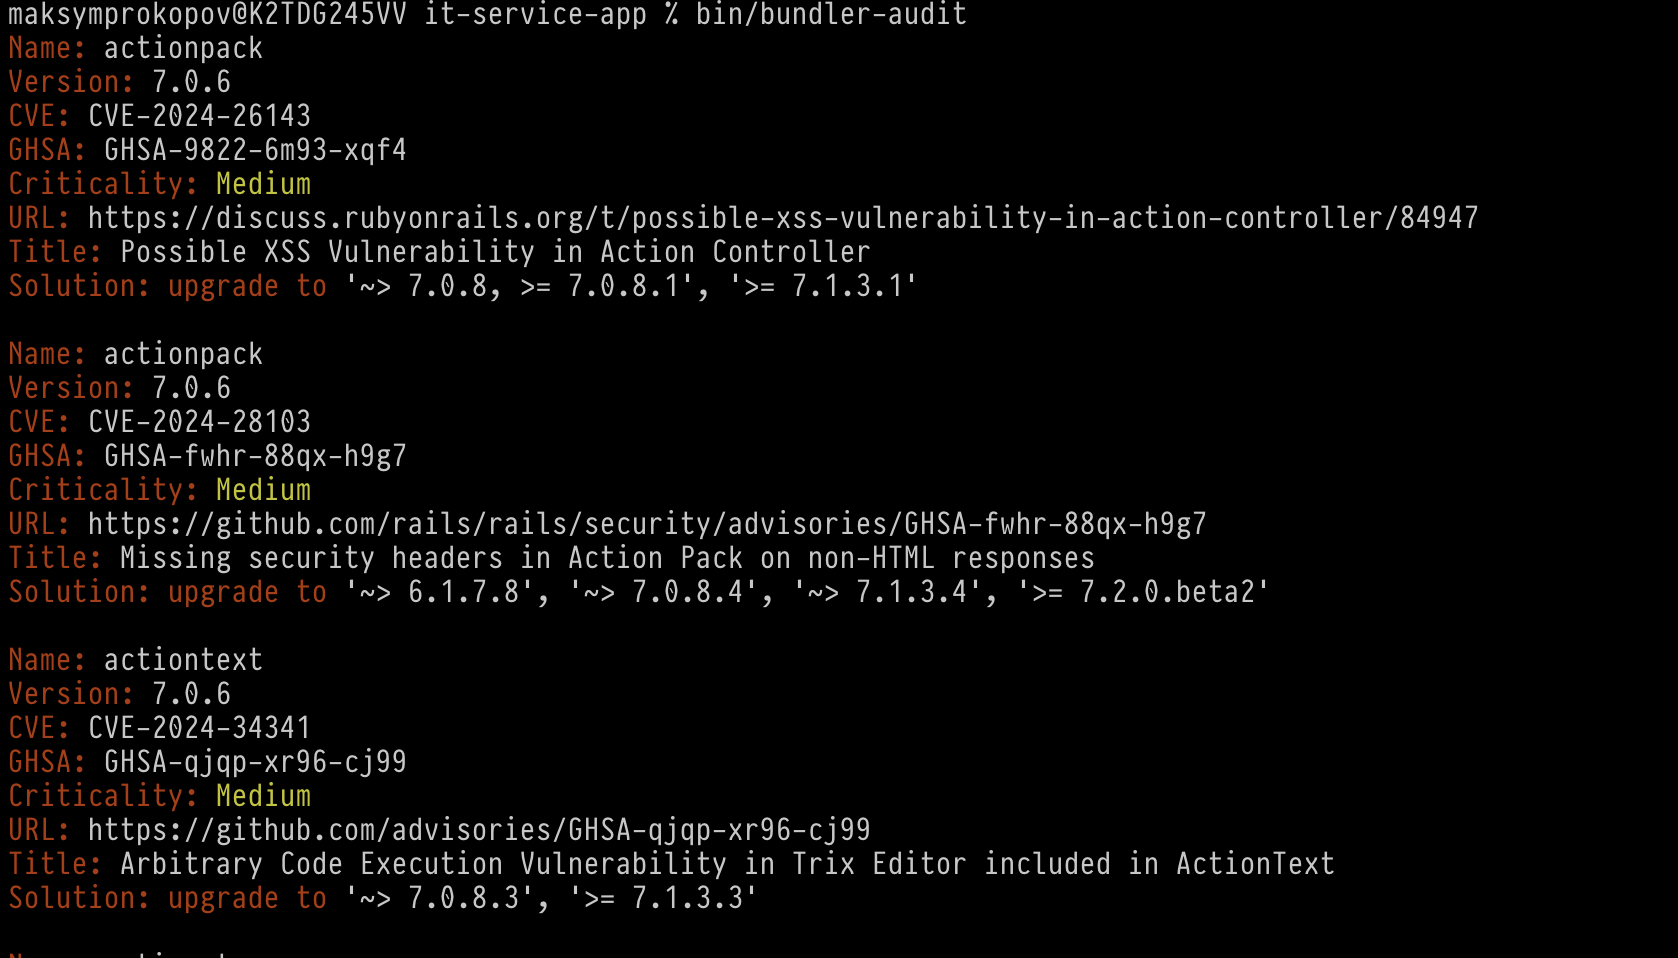 maksymprokopov@K2TDG245VV it-service-app % bin/bundler-audit
Name: actionpack
Version: 7.0.6
CVE: CVE-2024-26143
GHSA: GHSA-9822-6m93-xqf4
Criticality: Medium
URL: https://discuss.rubyonrails.org/t/possible-xss-vulnerability-in-action-controller/84947
Title: Possible XSS Vulnerability in Action Controller
Solution: upgrade to '~> 7.0.8, >= 7.0.8.1', '>= 7.1.3.1'
Name: actionpack
Version: 7.0.6
CVE: CVE-2024-28103
GHSA: GHSA-fwhr-88qx-h9g7
Criticality: Medium
URL: https://github.com/rails/rails/security/advisories/GHSA-fwhr-88qx-h9g7
Title: Missing security headers in Action Pack on non-HTML responses
Solution: upgrade to '~> 6.1.7.8', '~> 7.0.8.4', '~> 7.1.3.4', '>= 7.2.0.beta2'
Name: actiontext
Version: 7.0.6
CVE: CVE-2024-34341
GHSA: GHSA-qjqp-xr96-cj99
Criticality: Medium
URL: https://github.com/advisories/GHSA-qjqp-xr96-cj99
Title: Arbitrary Code Execution Vulnerability in Trix Editor included in ActionText
Solution: upgrade to '~> 7.0.8.3', '>= 7.1.3.3'